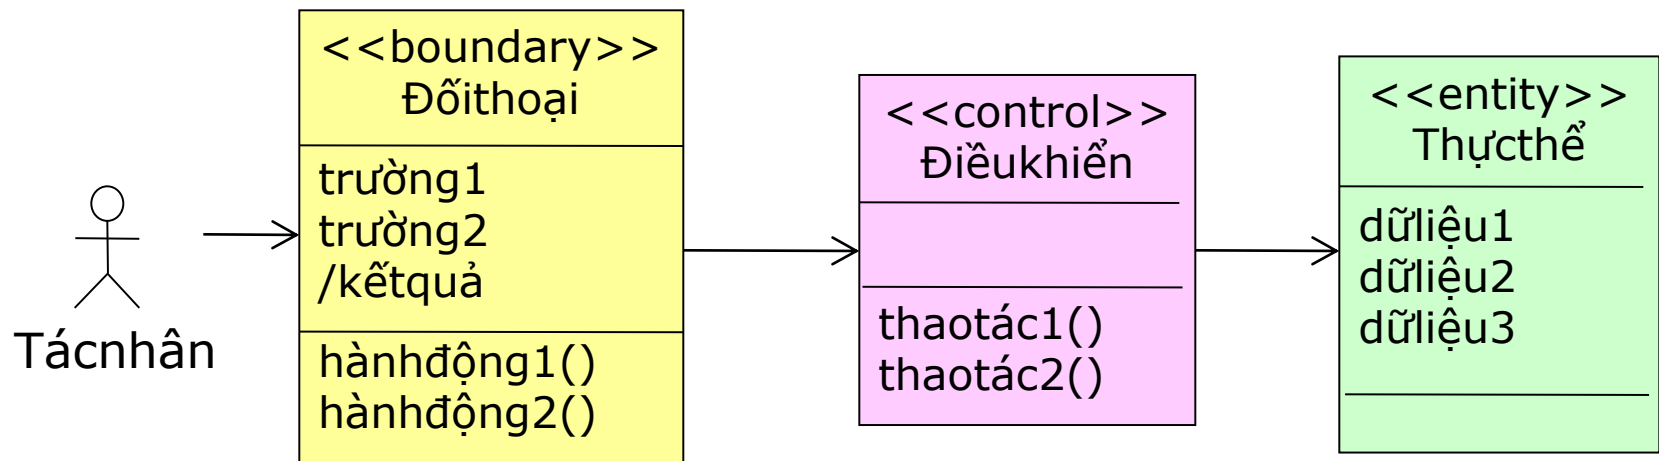 <<boundary>>
Đốithoại
trường1
trường2
/kếtquả
hànhđộng1()
hànhđộng2()
<<control>>
Điềukhiển
thaotác1()
thaotác2()
<<entity>>
Thựcthể
dữliệu1
dữliệu2
dữliệu3
Tácnhân